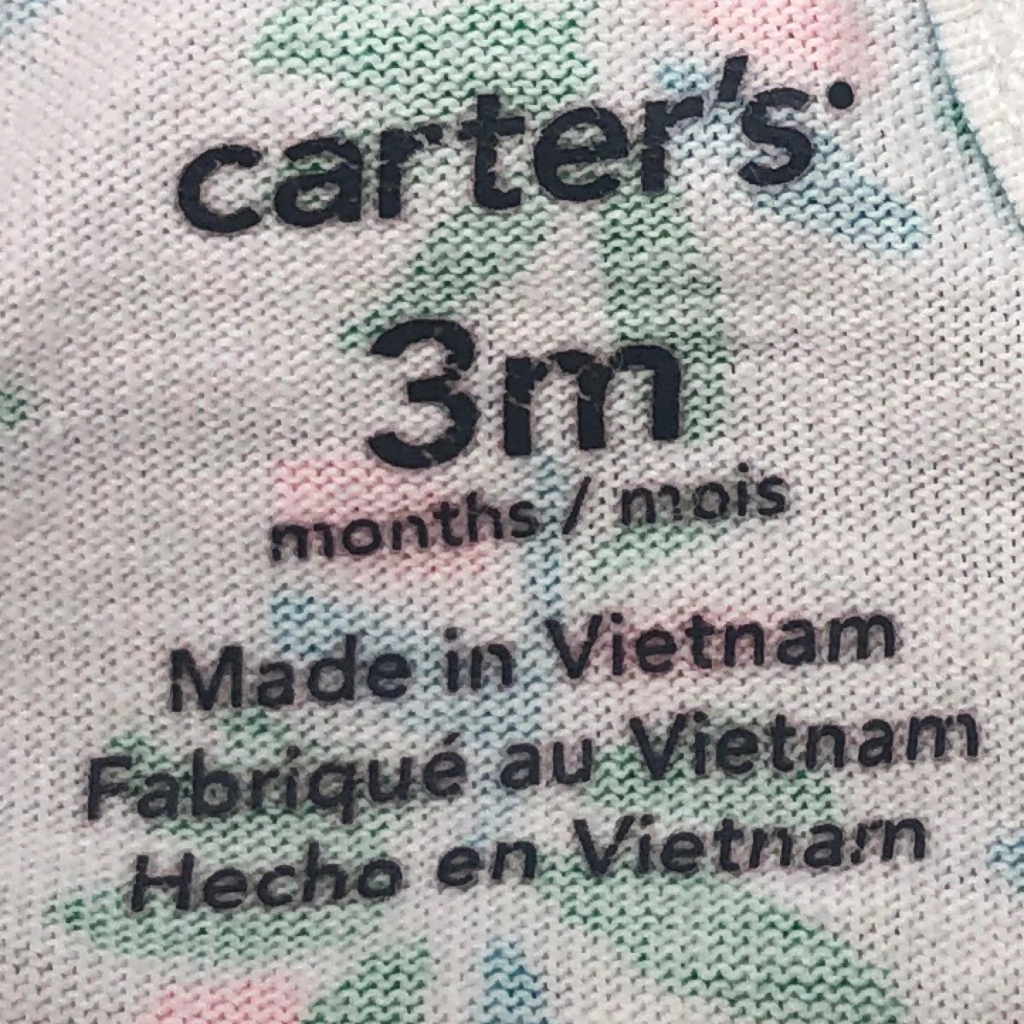 carter's
3m
months / mois
Made in Vietnam
Fabriqué au Vietnam
Hecho en Vietnam